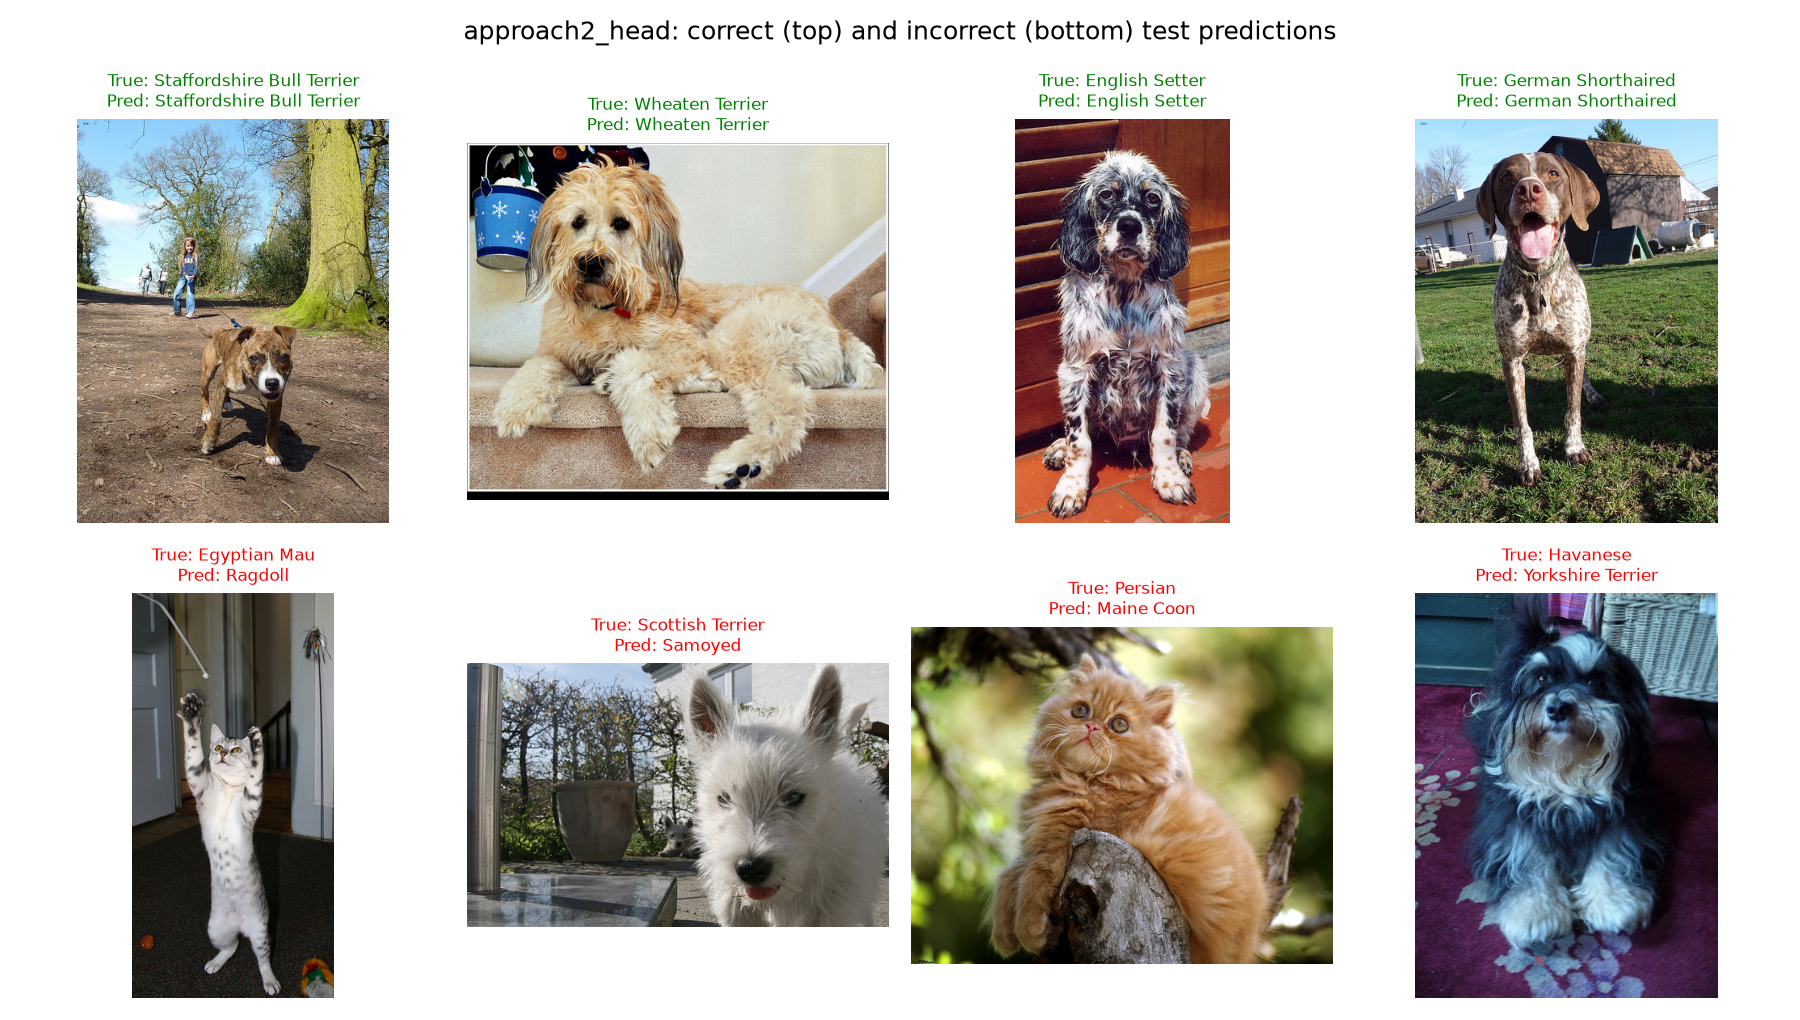 approach2_head: correct (top) and incorrect (bottom) test predictions
True: Staffordshire Bull Terrier
Pred: Staffordshire Bull Terrier
True: Wheaten Terrier
Pred: Wheaten Terrier
True: English Setter
Pred: English Setter
True: German Shorthaired
Pred: German Shorthaired
True: Egyptian Mau
Pred: Ragdoll
True: Scottish Terrier
Pred: Samoyed
True: Persian
Pred: Maine Coon
True: Havanese
Pred: Yorkshire Terrier